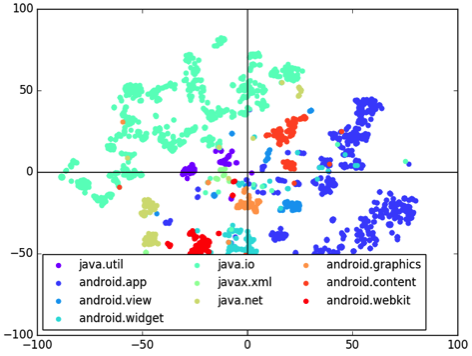 100
50
0
−50
−100
java.util java.io android.graphics
android.app javax.xml android.content
android.view java.net android.webkit
android.widget
−100 −50 0 50 100